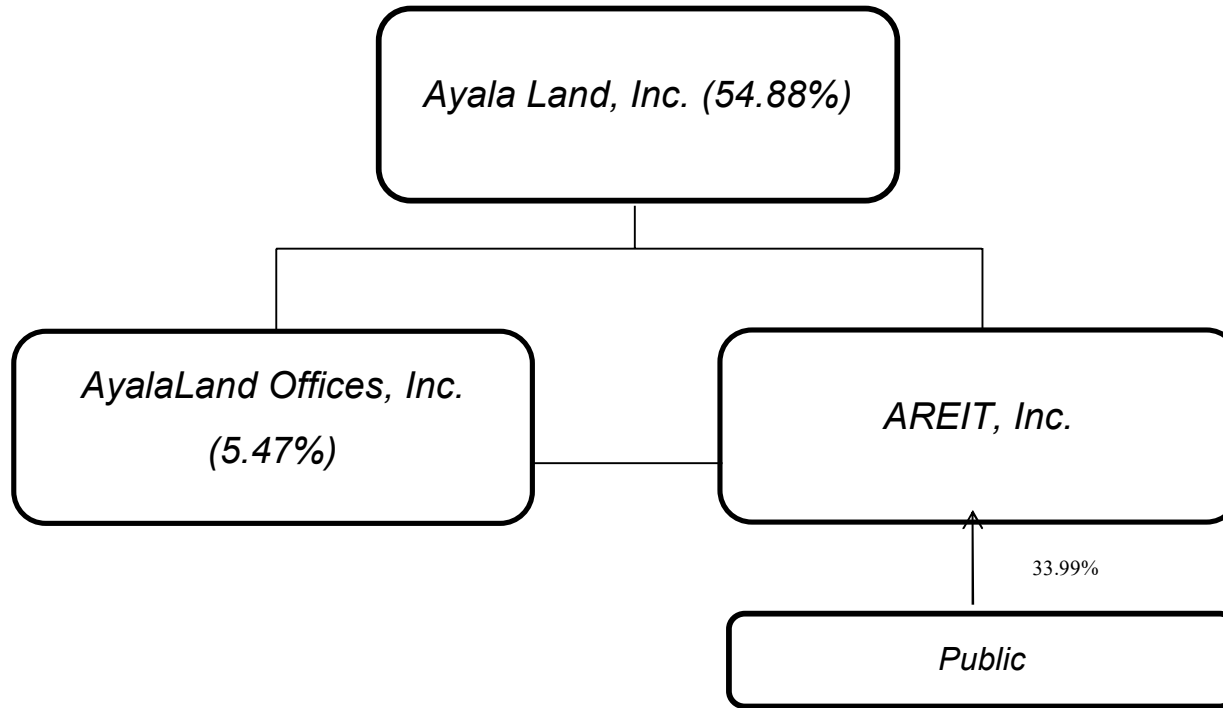 Ayala Land, Inc. (54.88%)
AyalaLand Offices, Inc.
(5.47%)
AREIT, Inc.
33.99%
Public